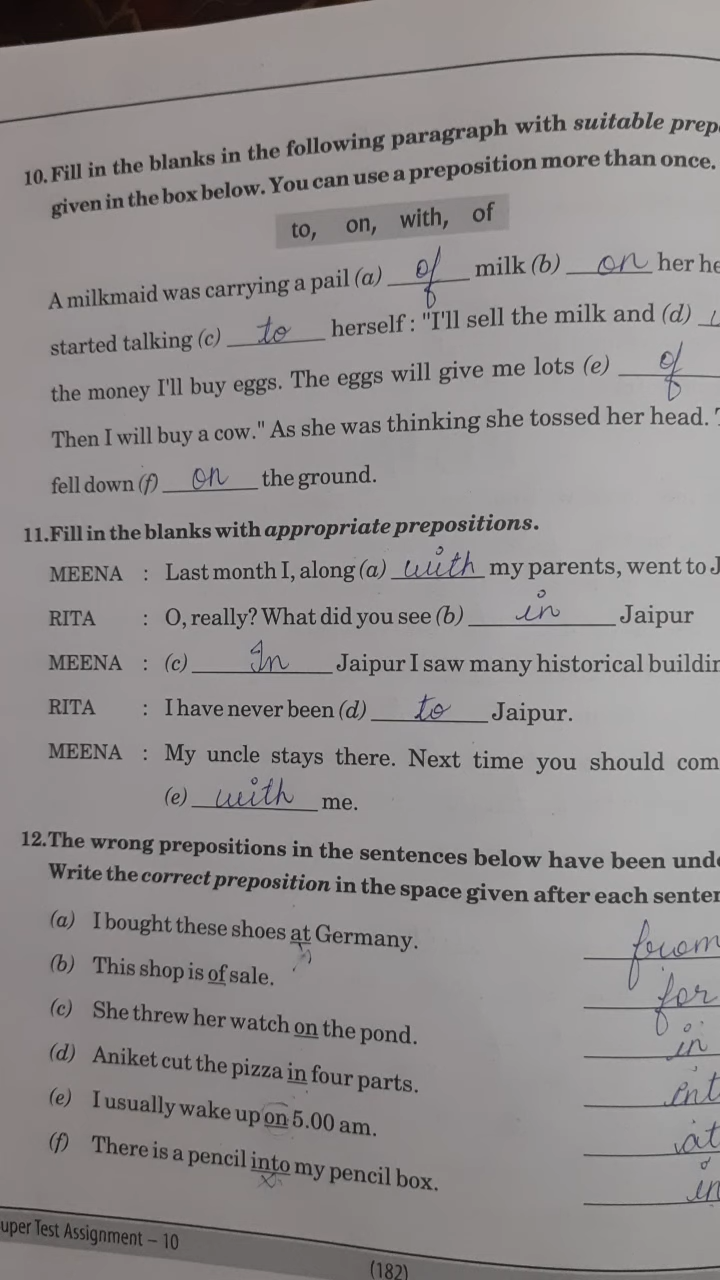 10. Fill in the blanks in the following paragraph with suitable prep
given in the box below. You can use a preposition more than once.
to, on, with, of
A milkmaid was carrying a pail (a) of milk (b) on her he
started talking (c) to herself : "I'll sell the milk and (d)
the money I'll buy eggs. The eggs will give me lots (e) of
Then I will buy a cow." As she was thinking she tossed her head.
fell down (f) on the ground.
11. Fill in the blanks with appropriate prepositions.
MEENA : Last month I, along (a) with my parents, went to J
RITA : O, really? What did you see (b) in Jaipur
MEENA : (c) In Jaipur I saw many historical buildin
RITA : I have never been (d) to Jaipur.
MEENA : My uncle stays there. Next time you should com
(e) with me.
12. The wrong prepositions in the sentences below have been unde
Write the correct preposition in the space given after each senten
(a) I bought these shoes at Germany. from
(b) This shop is of sale. for
(c) She threw her watch on the pond. in
(d) Aniket cut the pizza in four parts. int
(e) I usually wake up on 5.00 am. at
(f) There is a pencil into my pencil box. in
uper Test Assignment – 10
(182)